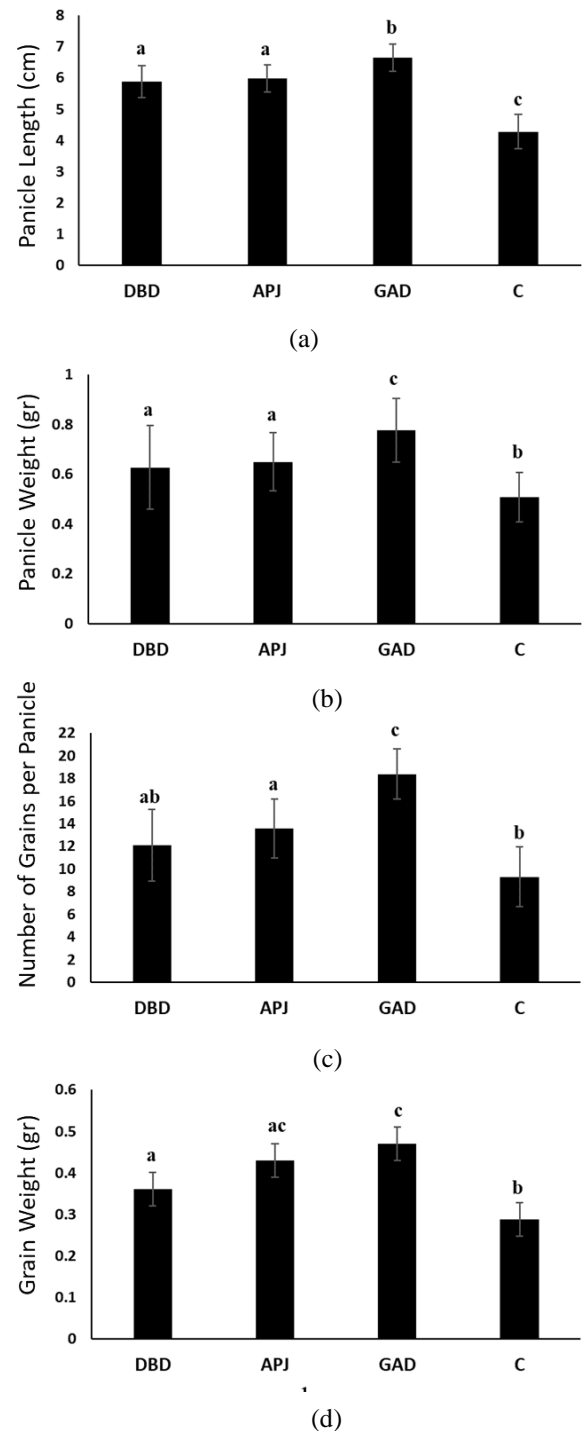 8
7
6
5
4
3
2
1
0
Panicle Length (cm)
a
a
b
c
DBD APJ GAD C
(a)
1
0.8
0.6
0.4
0.2
0
Panicle Weight (gr)
a
a
c
b
DBD APJ GAD C
(b)
22
20
18
16
14
12
10
8
6
4
2
0
Number of Grains per Panicle
ab
a
c
b
DBD APJ GAD C
(c)
0.6
0.5
0.4
0.3
0.2
0.1
0
Grain Weight (gr)
a
ac
c
b
DBD APJ GAD C
(d)